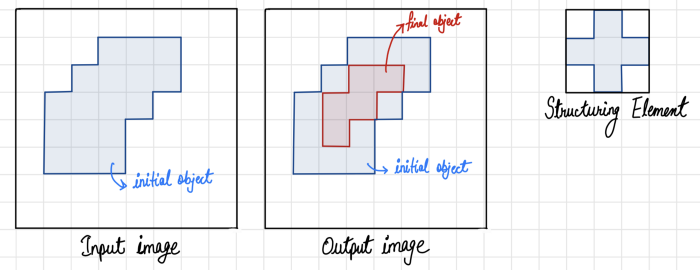 final object
Structuring Element
initial object
initial object
Input image
Output image